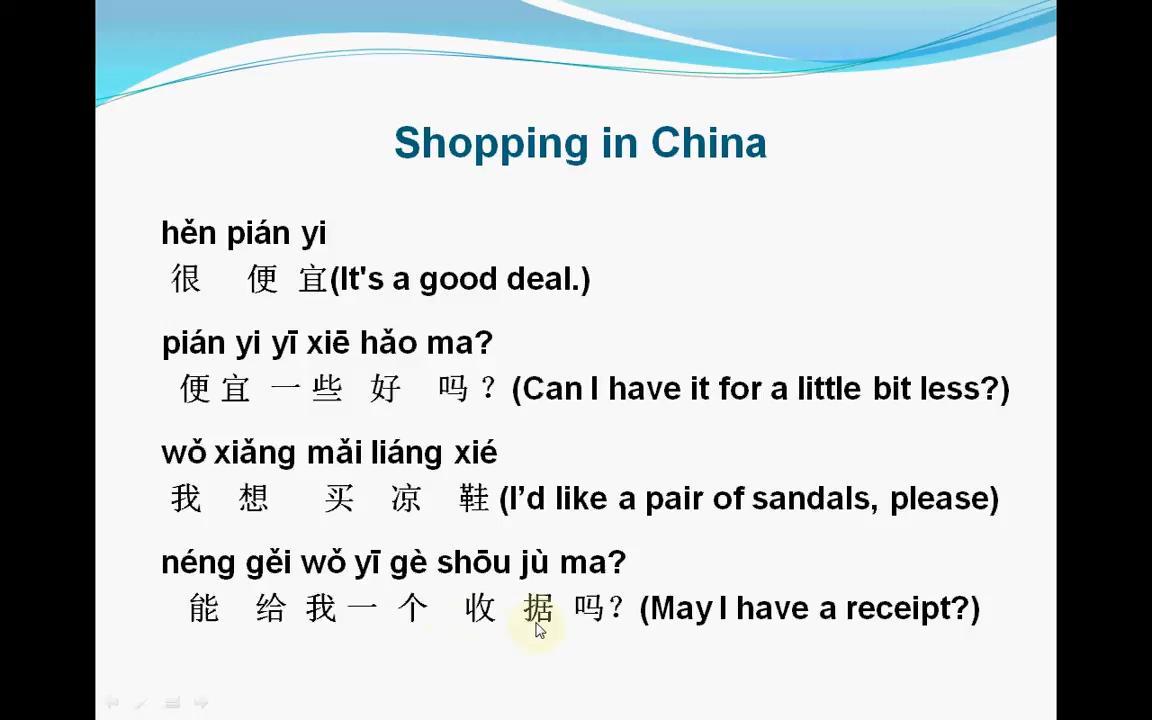 Shopping in China
hěn pián yi
很 便 宜(It's a good deal.)
pián yi yī xiē hǎo ma?
便 宜 一 些 好 吗 ? (Can I have it for a little bit less?)
wǒ xiǎng mǎi liáng xié
我 想 买 凉 鞋 (I’d like a pair of sandals, please)
néng gěi wǒ yī gè shōu jù ma?
能 给 我 一 个 收 据 吗? (May I have a receipt?)